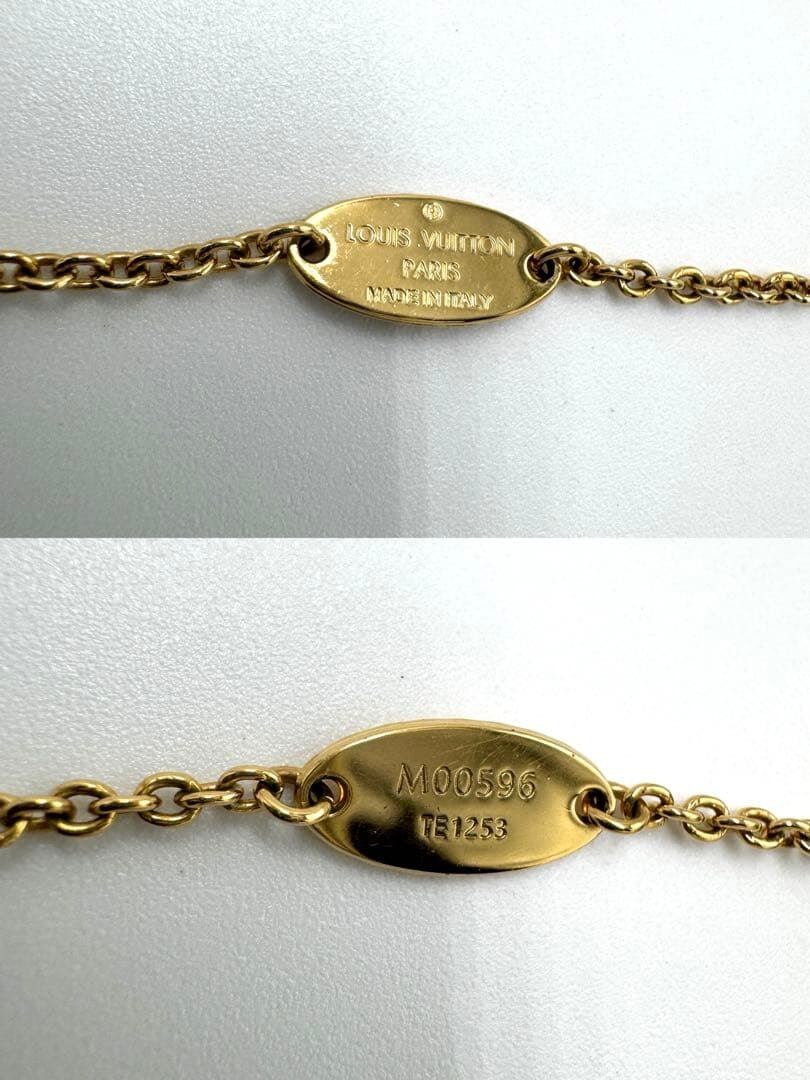 LOUIS VUITTON
PARIS
MADE IN ITALY
M00596
TE1253